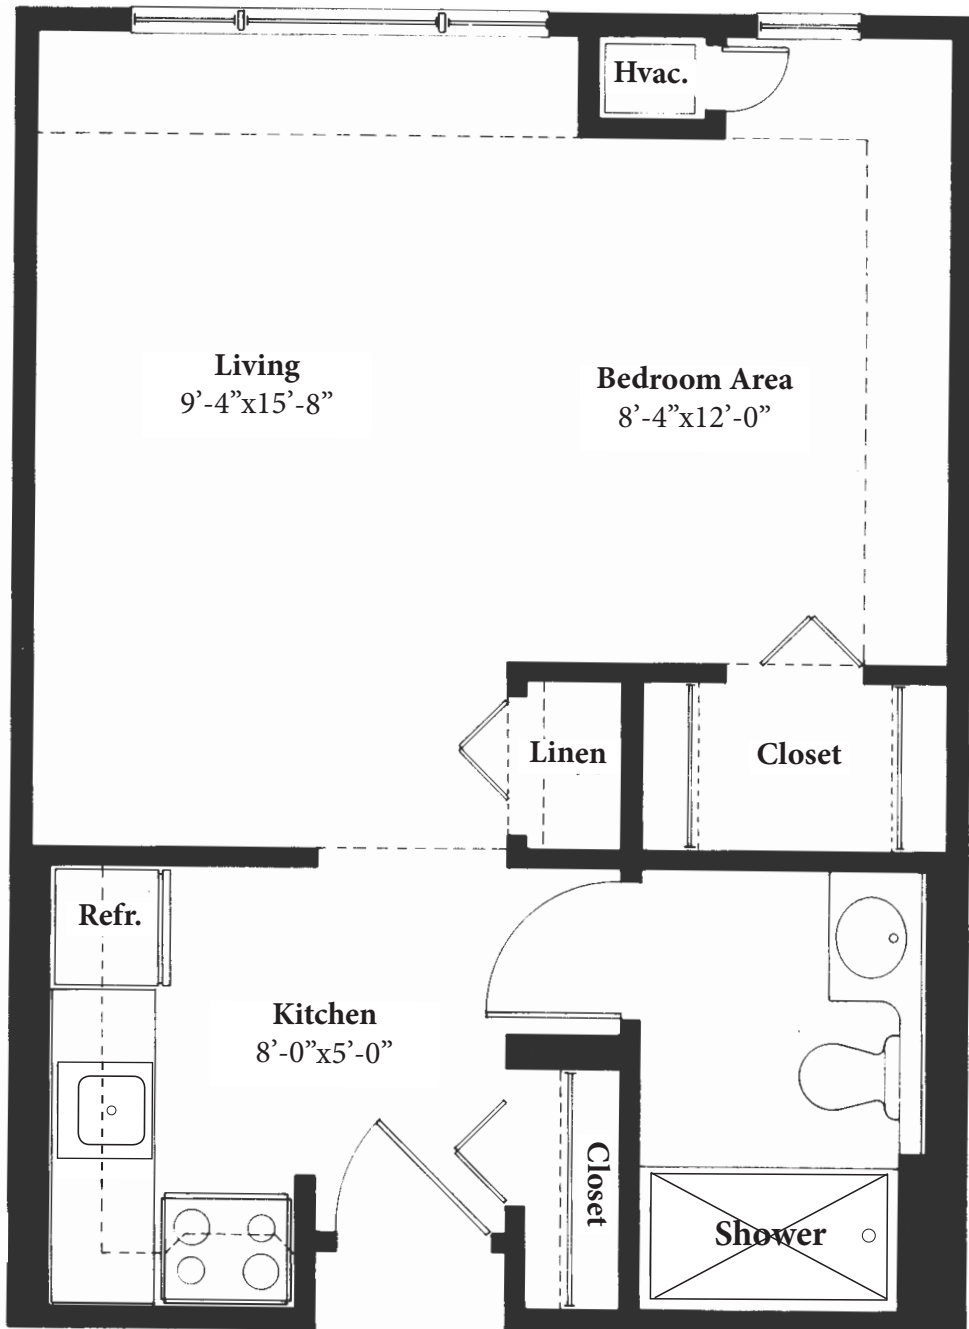 Hvac.
Living
9’-4”x15’-8”
Bedroom Area
8’-4”x12’-0”
Linen
Closet
Refr.
Kitchen
8’-0”x5’-0”
Closet
Shower